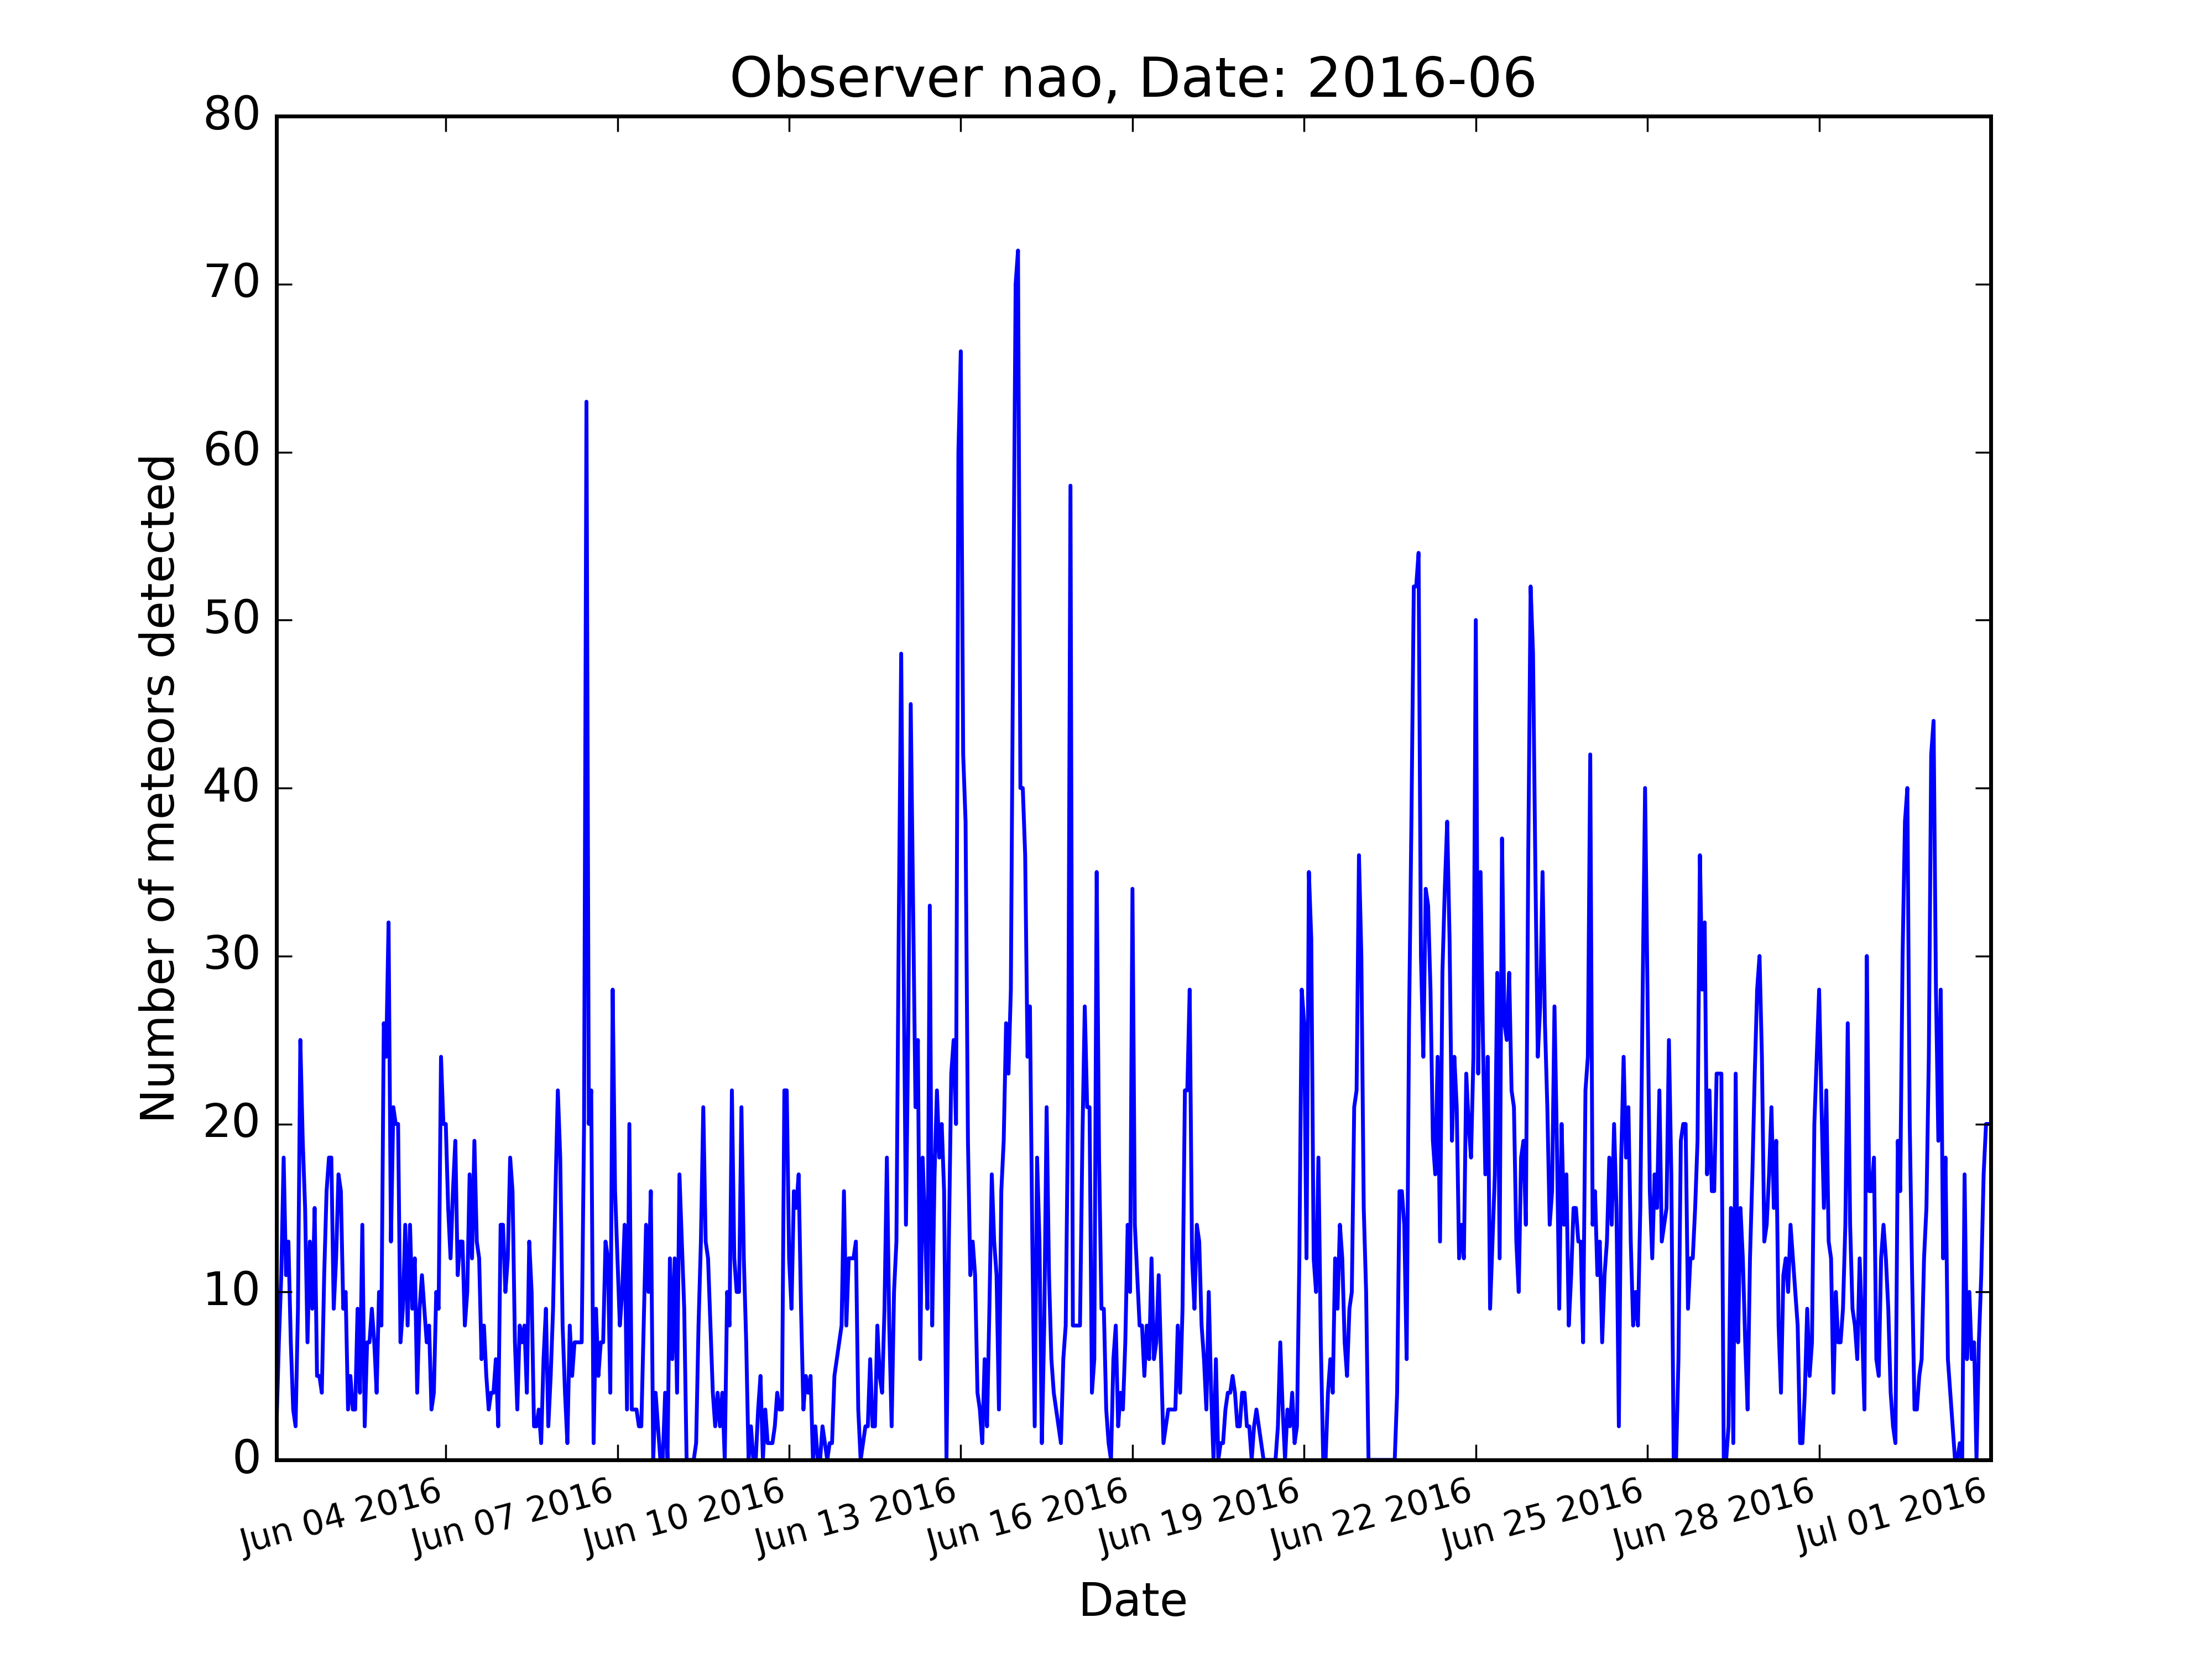 Observer nao, Date: 2016-06
80
70
60
50
40
30
20
10
0
Number of meteors detected
Jun 04 2016
Jun 07 2016
Jun 10 2016
Jun 13 2016
Jun 16 2016
Jun 19 2016
Jun 22 2016
Jun 25 2016
Jun 28 2016
Jul 01 2016
Date